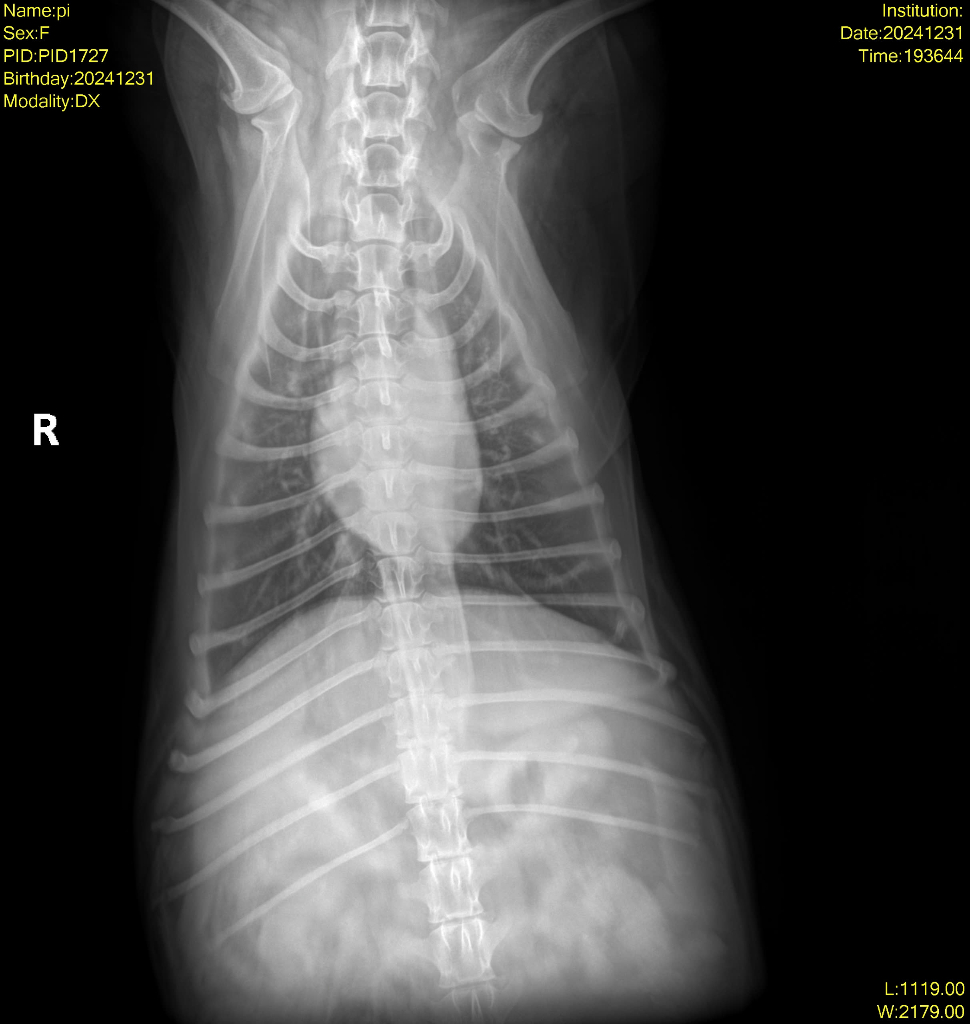 Name:pi
Sex:F
PID:PID1727
Birthday:20241231
Modality:DX
Institution:
Date:20241231
Time:193644
R
L:1119.00
W:2179.00